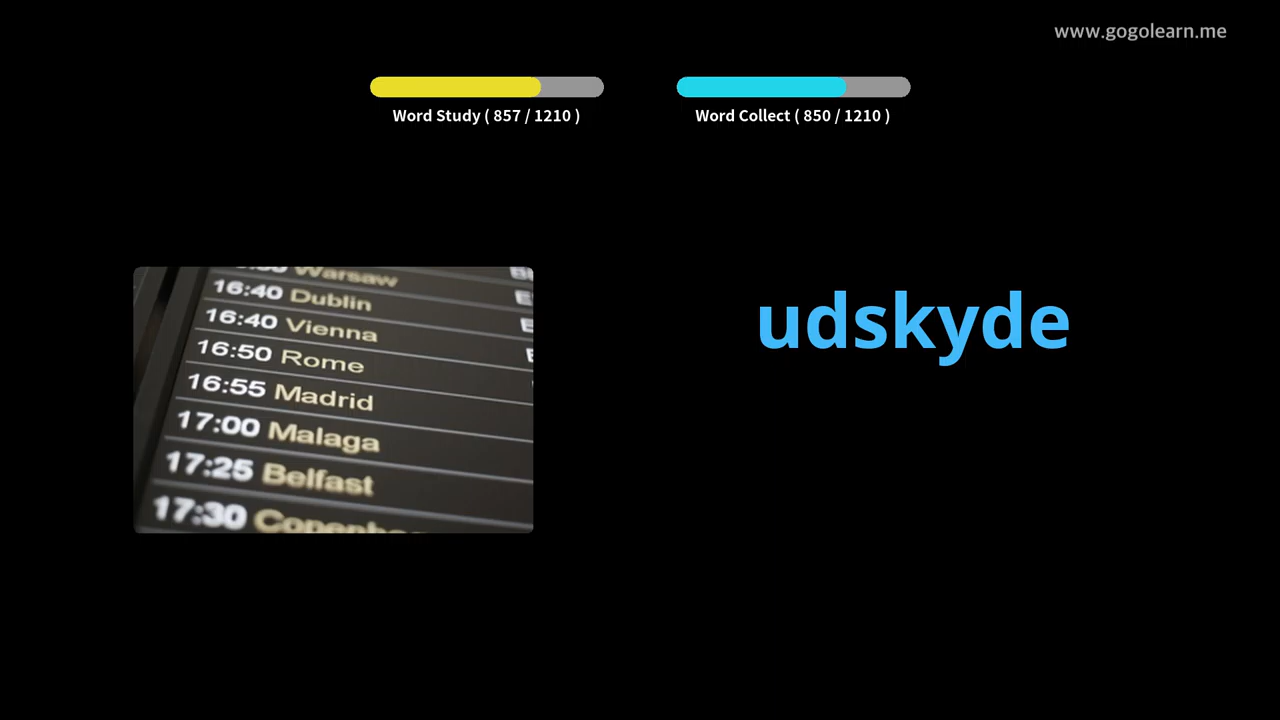 www.gogolearn.me
Word Study ( 857 / 1210 )
Word Collect ( 850 / 1210 )
Warsaw
16:40 Dublin
16:40 Vienna
16:50 Rome
16:55 Madrid
17:00 Malaga
17:25 Belfast
17:30
udskyde